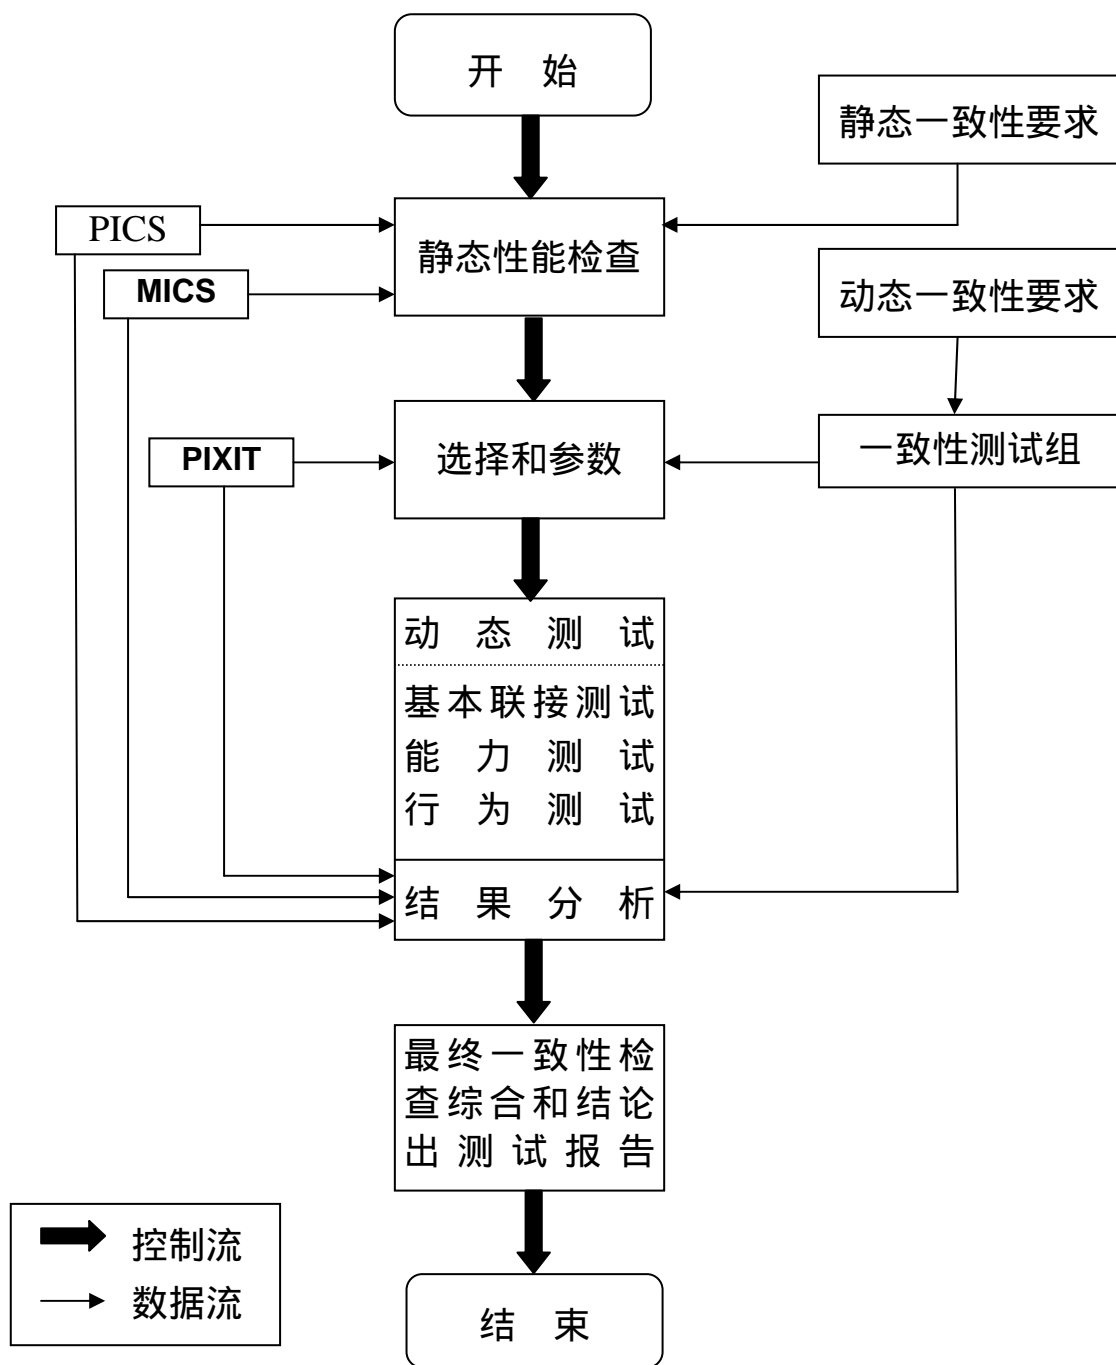 开 始
静态一致性要求
PICS
静态性能检查
MICS
动态一致性要求
PIXIT
选择和参数
一致性测试组
动态测试
基本联接测试
能力测试
行为测试
结果分析
最终一致性检
查综合和结论
出测试报告
控制流
数据流
结 束